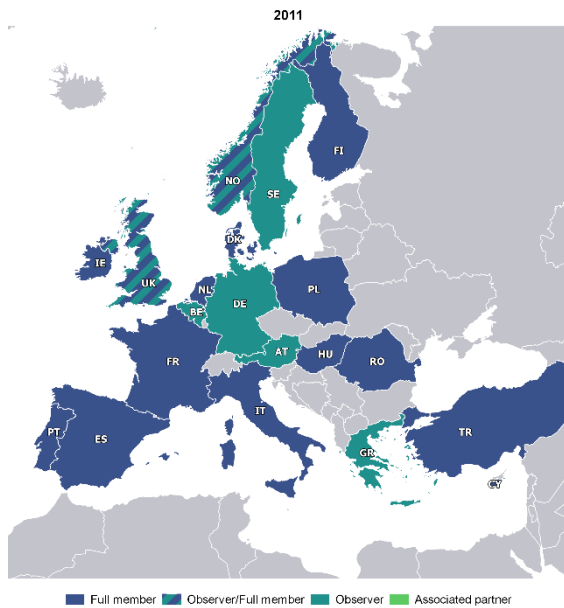 2011
FI
NO
SE
DK
IE
UK
NL
PL
BE
DE
AT
HU
RO
FR
IT
PT
ES
TR
GR
CY
Full member
Observer/Full member
Observer
Associated partner